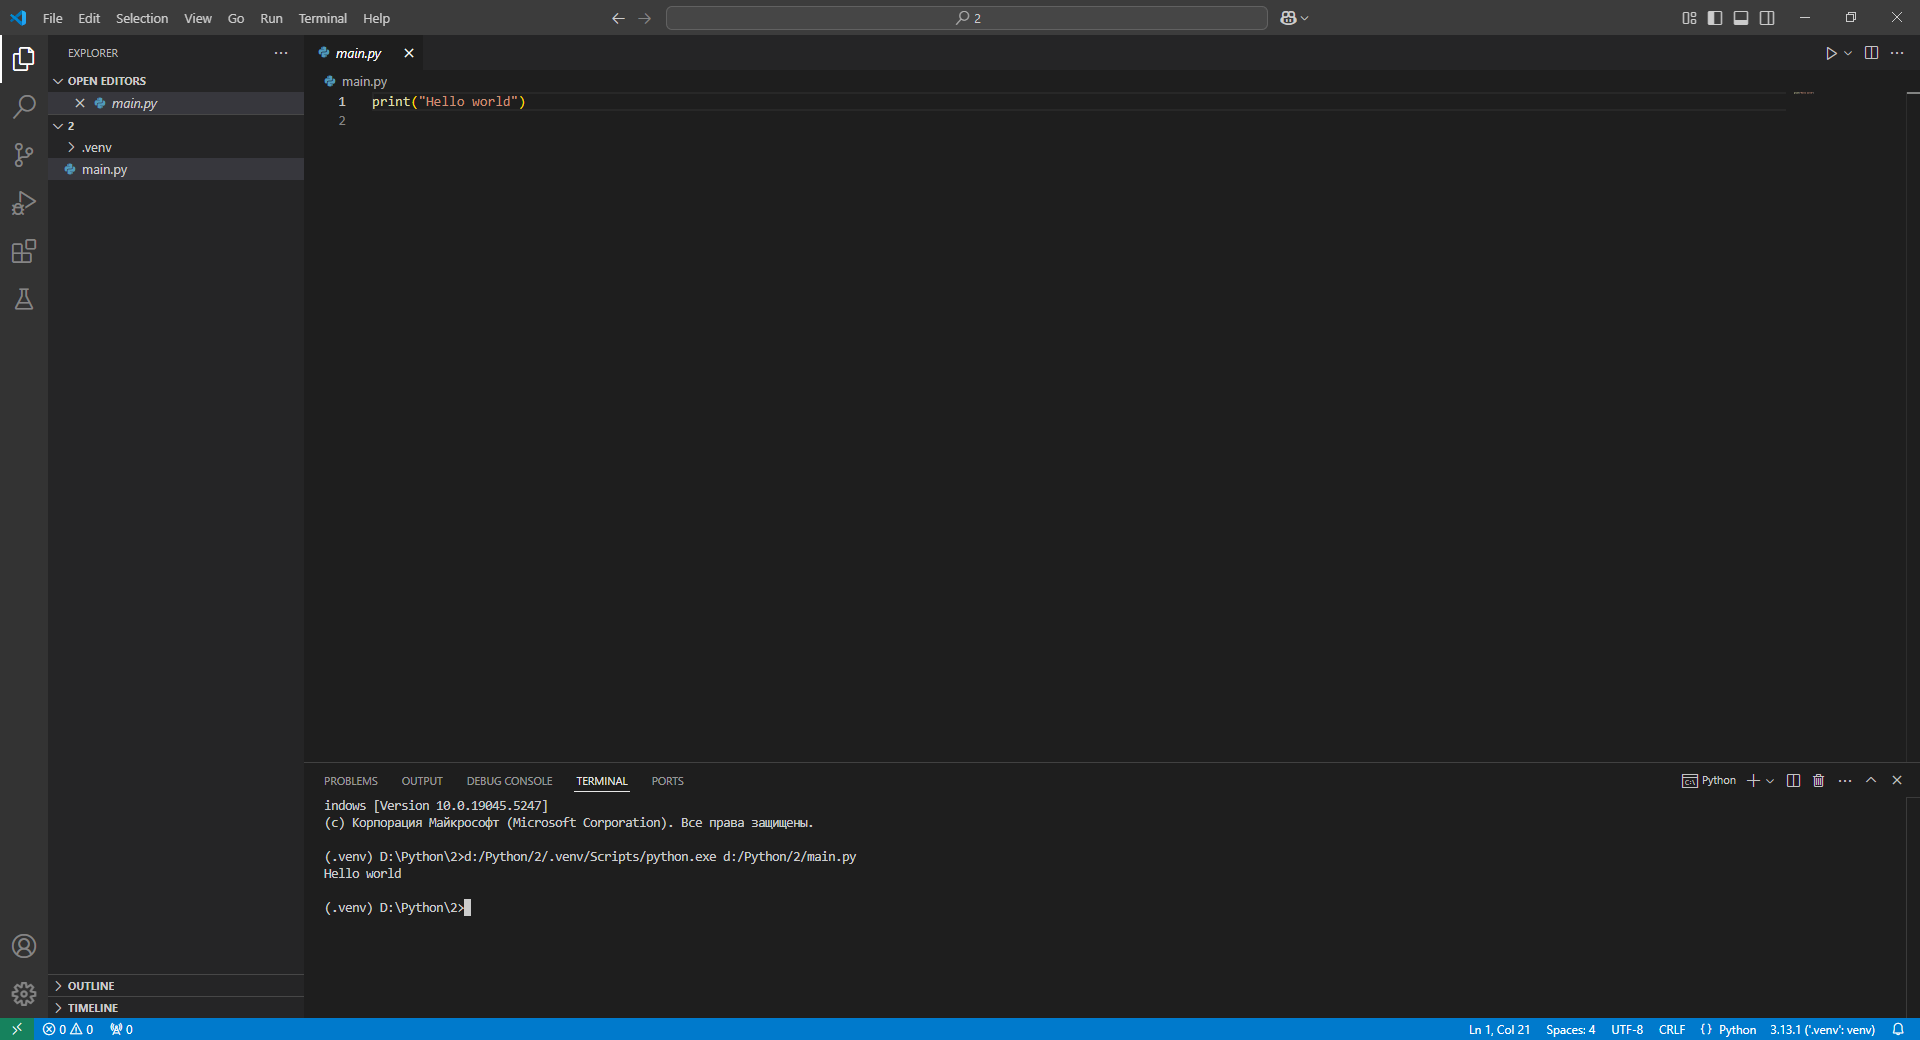 File Edit Selection View Go Run Terminal Help
2
EXPLORER
OPEN EDITORS
main.py
2
.venv
main.py
main.py
main.py
1 print("Hello world")
2
PROBLEMS OUTPUT DEBUG CONSOLE TERMINAL PORTS
Python
indows [Version 10.0.19045.5247]
(c) Корпорация Майкрософт (Microsoft Corporation). Все права защищены.
(.venv) D:\Python\2>d:/Python/2/.venv/Scripts/python.exe d:/Python/2/main.py
Hello world
(.venv) D:\Python\2>
OUTLINE
TIMELINE
0 0 0
Ln 1, Col 21 Spaces: 4 UTF-8 CRLF {} Python 3.13.1 ('.venv': venv)